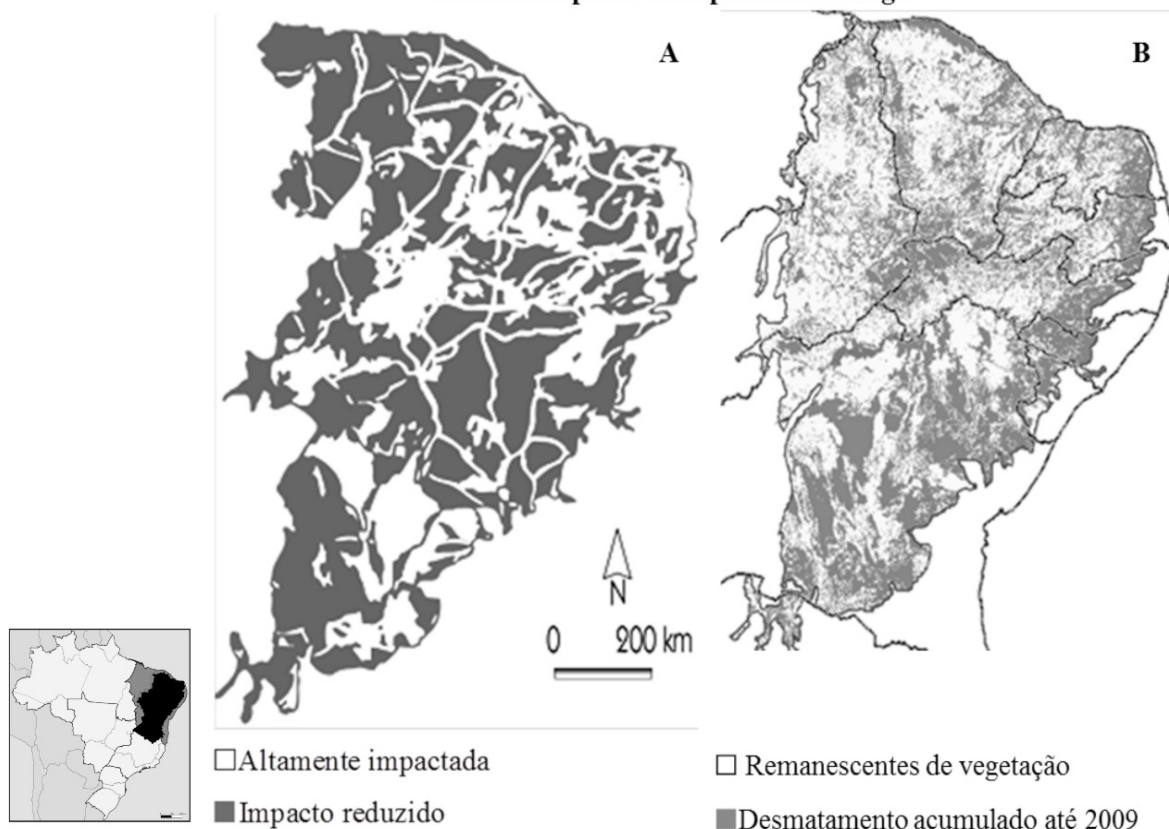 A
B
N
0 200 km
Altamente impactada
Impacto reduzido
Remanescentes de vegetação
Desmatamento acumulado até 2009